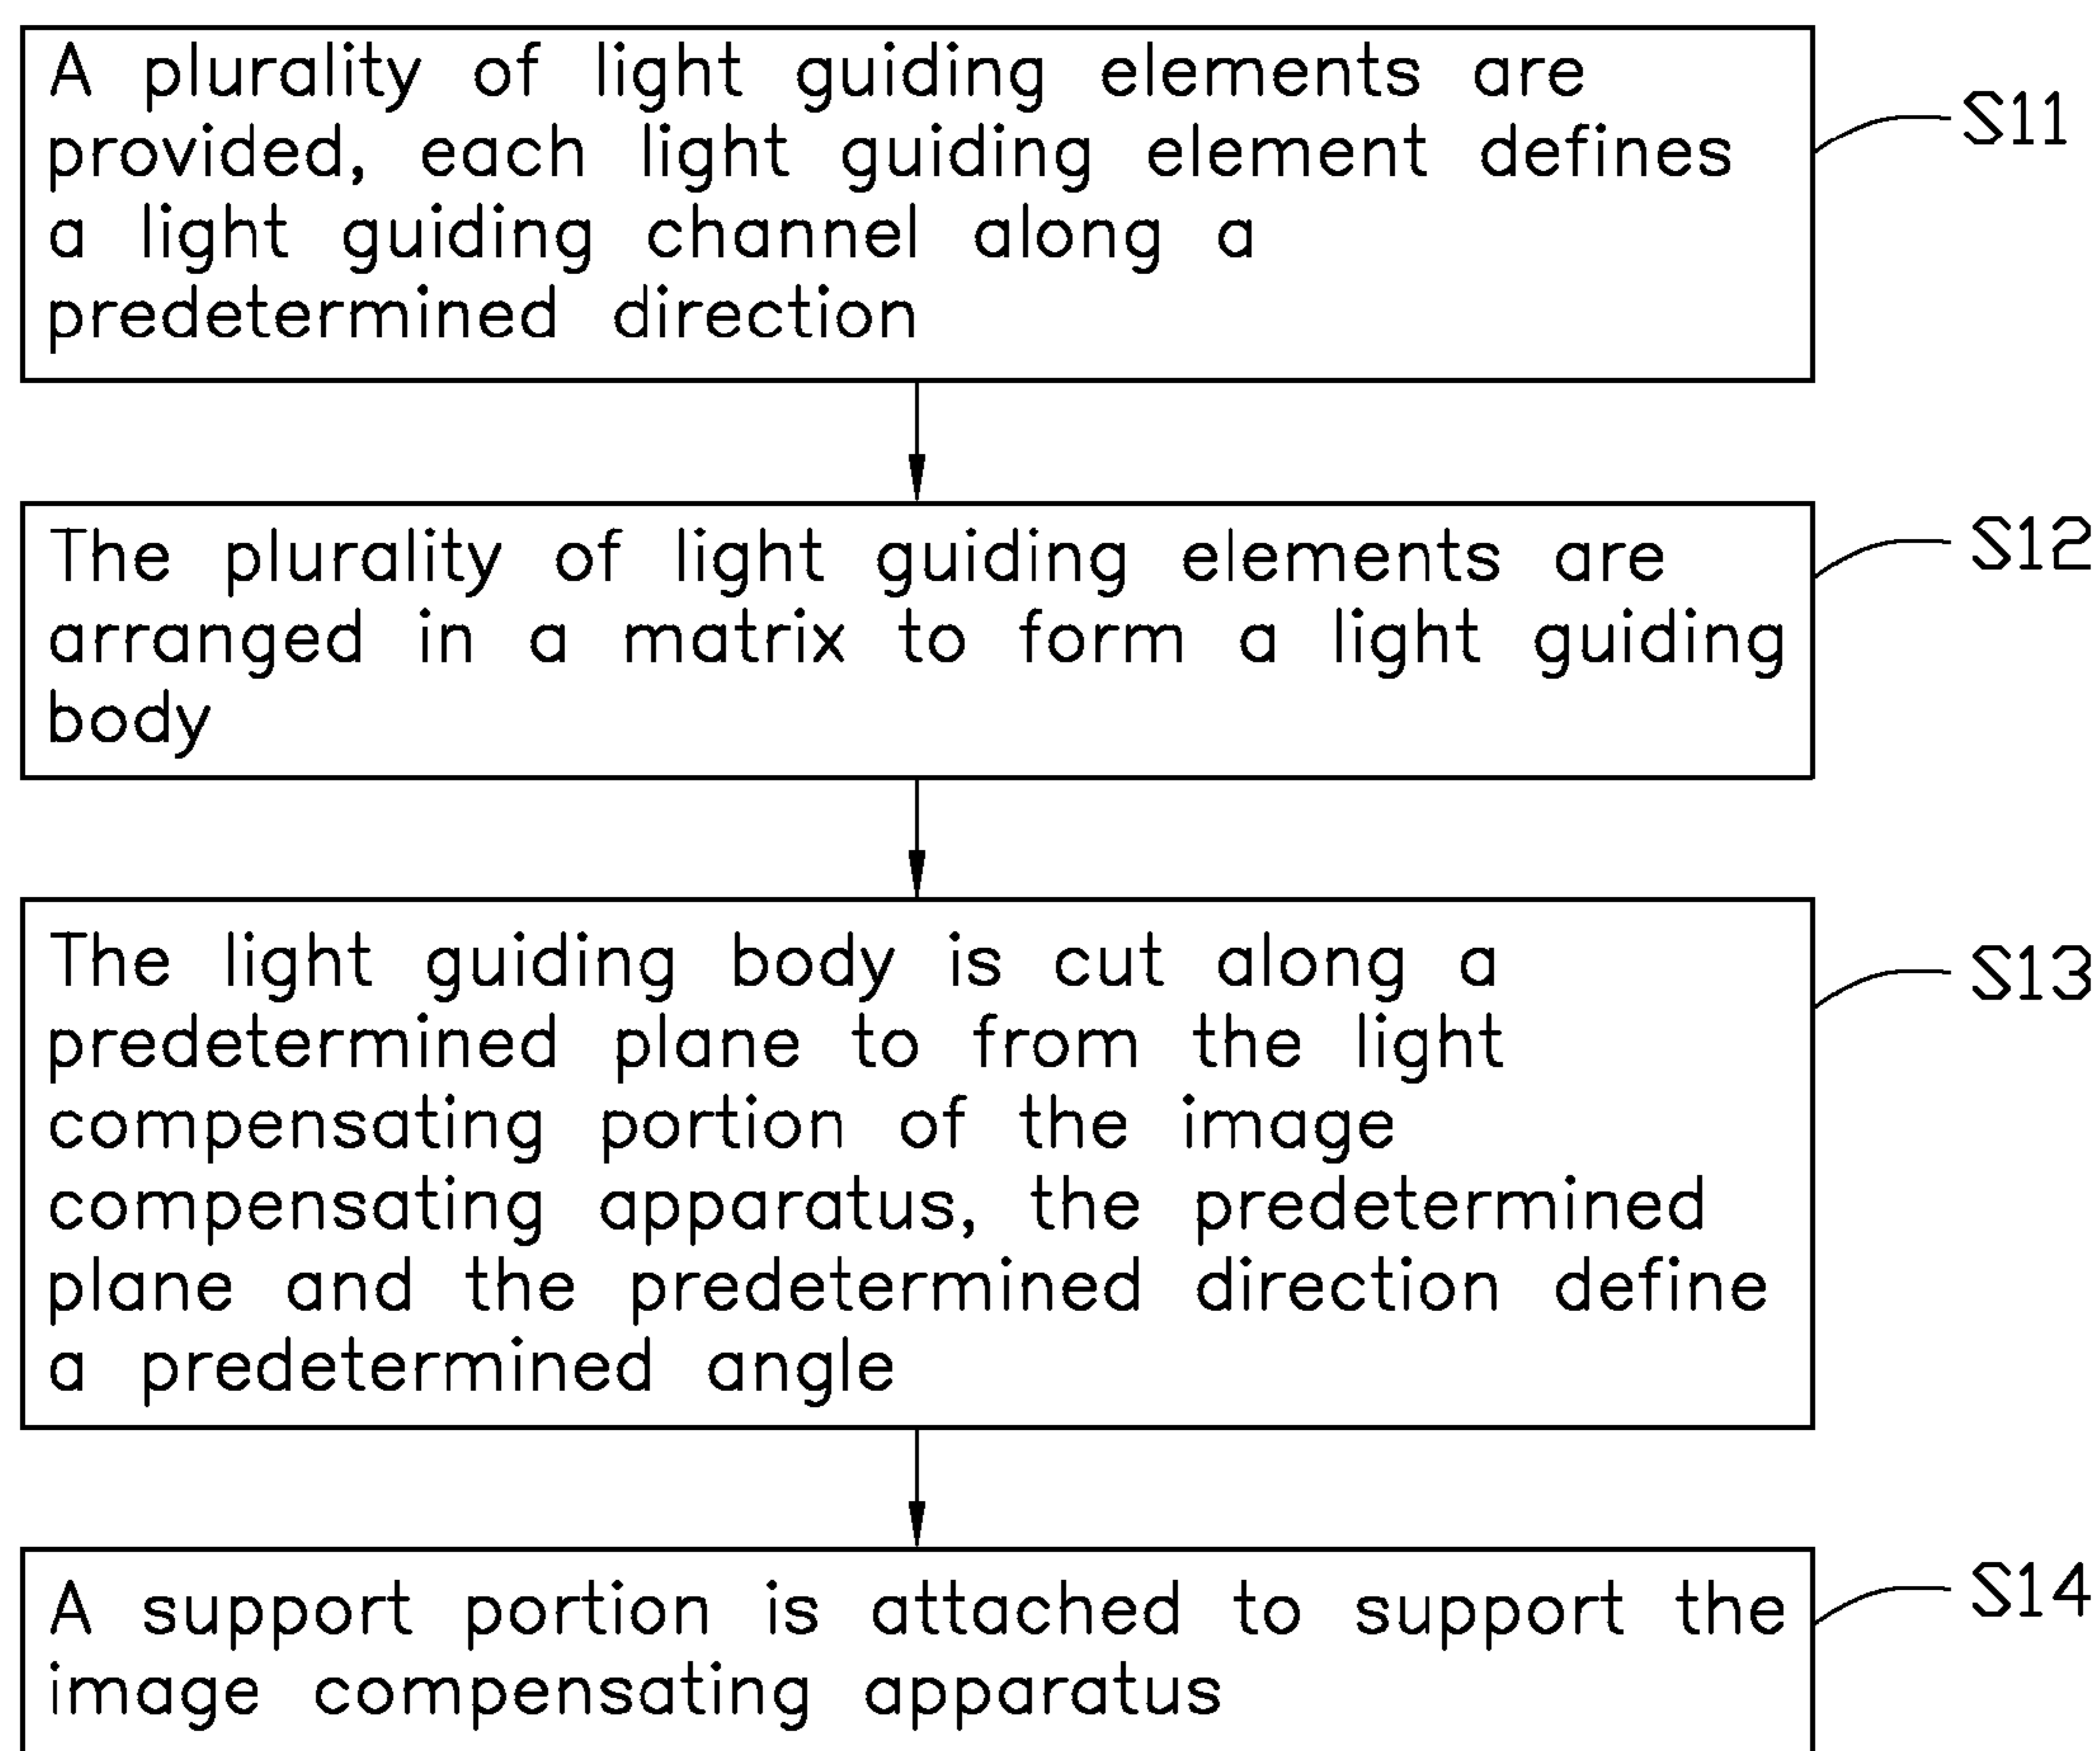 A plurality of light guiding elements are
provided, each light guiding element defines
a light guiding channel along a
predetermined direction
S11
The plurality of light guiding elements are
arranged in a matrix to form a light guiding
body
S12
The light guiding body is cut along a
predetermined plane to from the light
compensating portion of the image
compensating apparatus, the predetermined
plane and the predetermined direction define
a predetermined angle
S13
A support portion is attached to support the
image compensating apparatus
S14